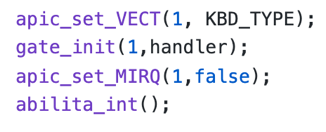 apic_set_VECT(1, KBD_TYPE);
gate_init(1,handler);
apic_set_MIRQ(1,false);
abilita_int();